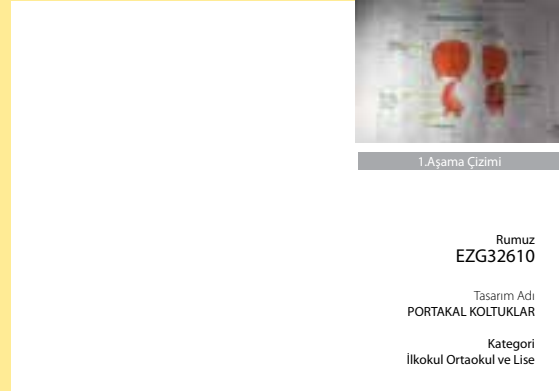 1.Aşama Çizimi
Rumuz
EZG32610
Tasarım Adı
PORTAKAL KOLTUKLAR
Kategori
İlkokul Ortaokul ve Lise